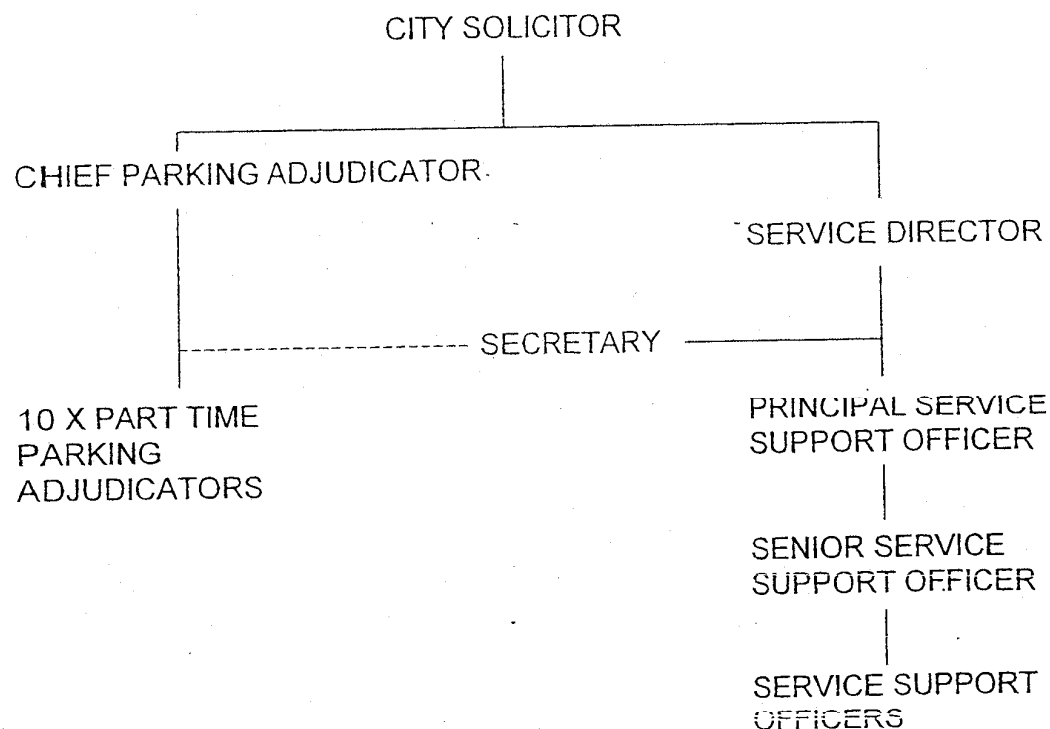 CITY SOLICITOR
CHIEF PARKING ADJUDICATOR
SERVICE DIRECTOR
SECRETARY
10 X PART TIME
PARKING
ADJUDICATORS
PRINCIPAL SERVICE
SUPPORT OFFICER
SENIOR SERVICE
SUPPORT OFFICER
SERVICE SUPPORT
OFFICERS